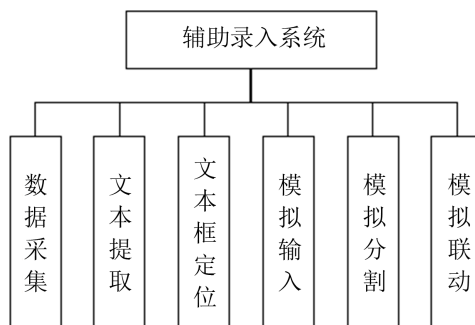 辅助录入系统
数据采集
文本提取
文本框定位
模拟输入
模拟分割
模拟联动